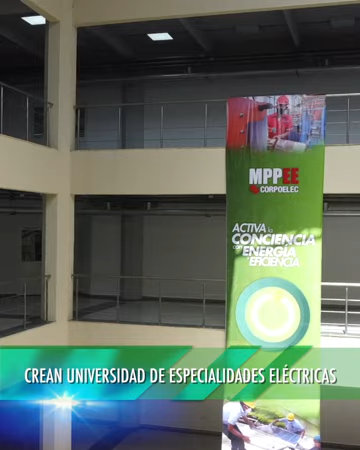 MPPEE
CORPOELEC
ACTIVA la
CONCIENCIA
con ENERGÍA
y EFICIENCIA
CREAN UNIVERSIDAD DE ESPECIALIDADES ELÉCTRICAS